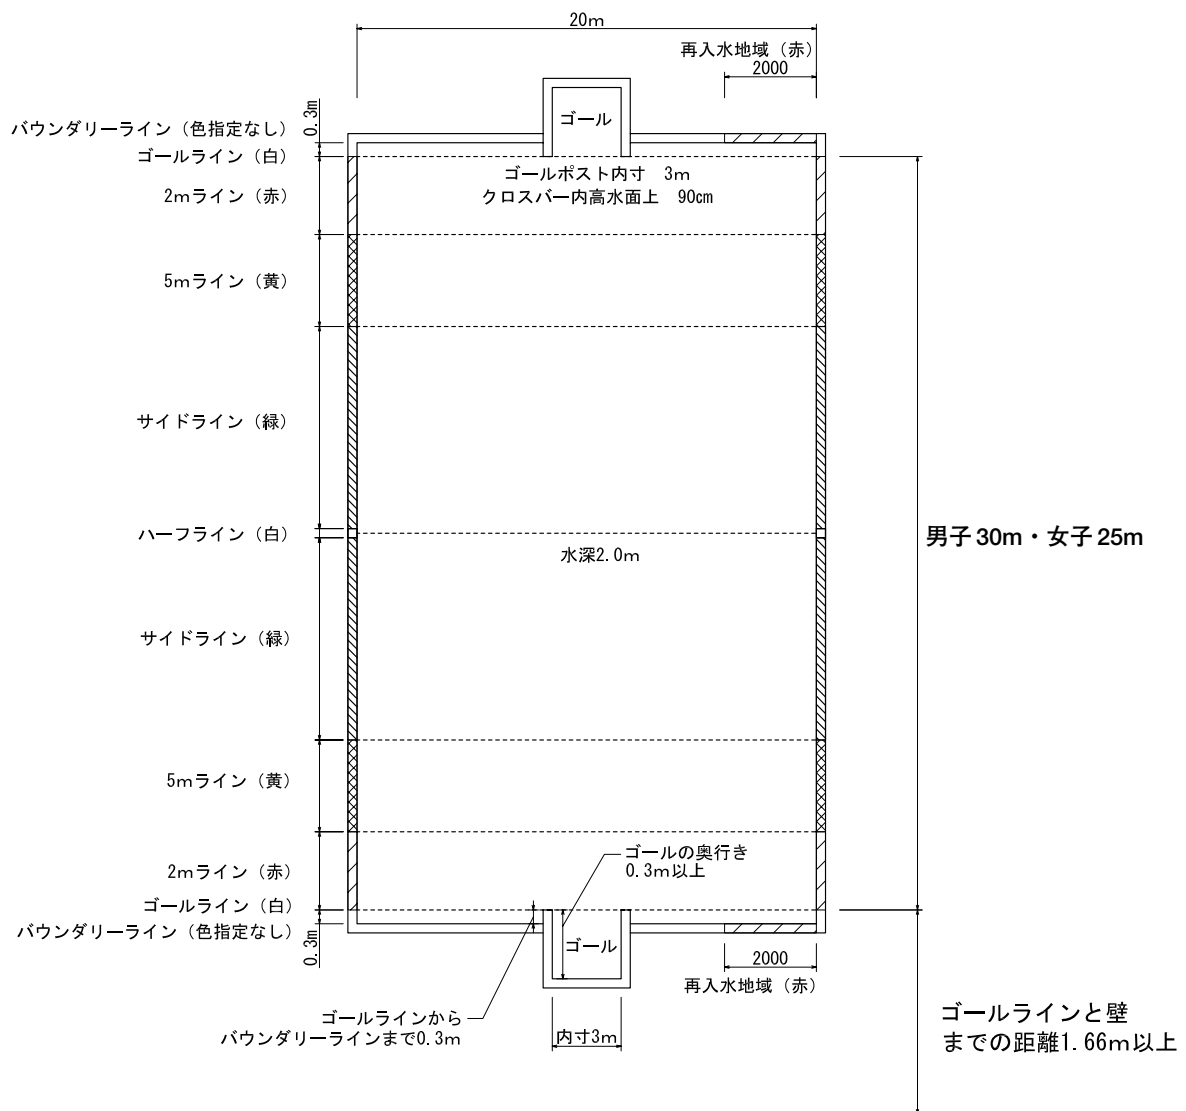 20m
再入水地域（赤）
2000
ゴール
0.3m
バウンダリーライン（色指定なし）
ゴールライン（白）
ゴールポスト内寸　3m
クロスバー内高水面上　90cm
2mライン（赤）
5mライン（黄）
サイドライン（緑）
ハーフライン（白）
男子 30m・女子 25m
水深2.0m
サイドライン（緑）
5mライン（黄）
ゴールの奥行き
0.3m以上
2mライン（赤）
ゴールライン（白）
バウンダリーライン（色指定なし）
0.3m
ゴール
2000
再入水地域（赤）
ゴールラインから
バウンダリーラインまで0.3m
内寸3m
ゴールラインと壁
までの距離1.66m以上